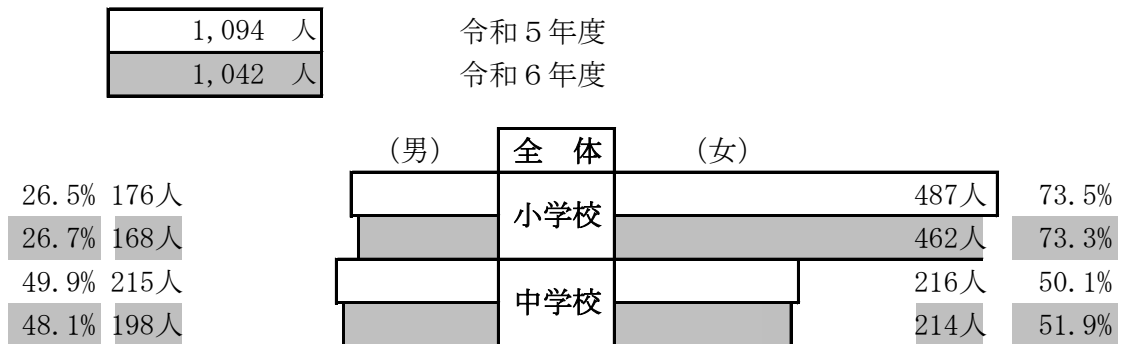 1,094 人 令和５年度
1,042 人 令和６年度
(男) 全 体 (女)
26.5% 176人 小学校 487人 73.5%
26.7% 168人 462人 73.3%
49.9% 215人 中学校 216人 50.1%
48.1% 198人 214人 51.9%